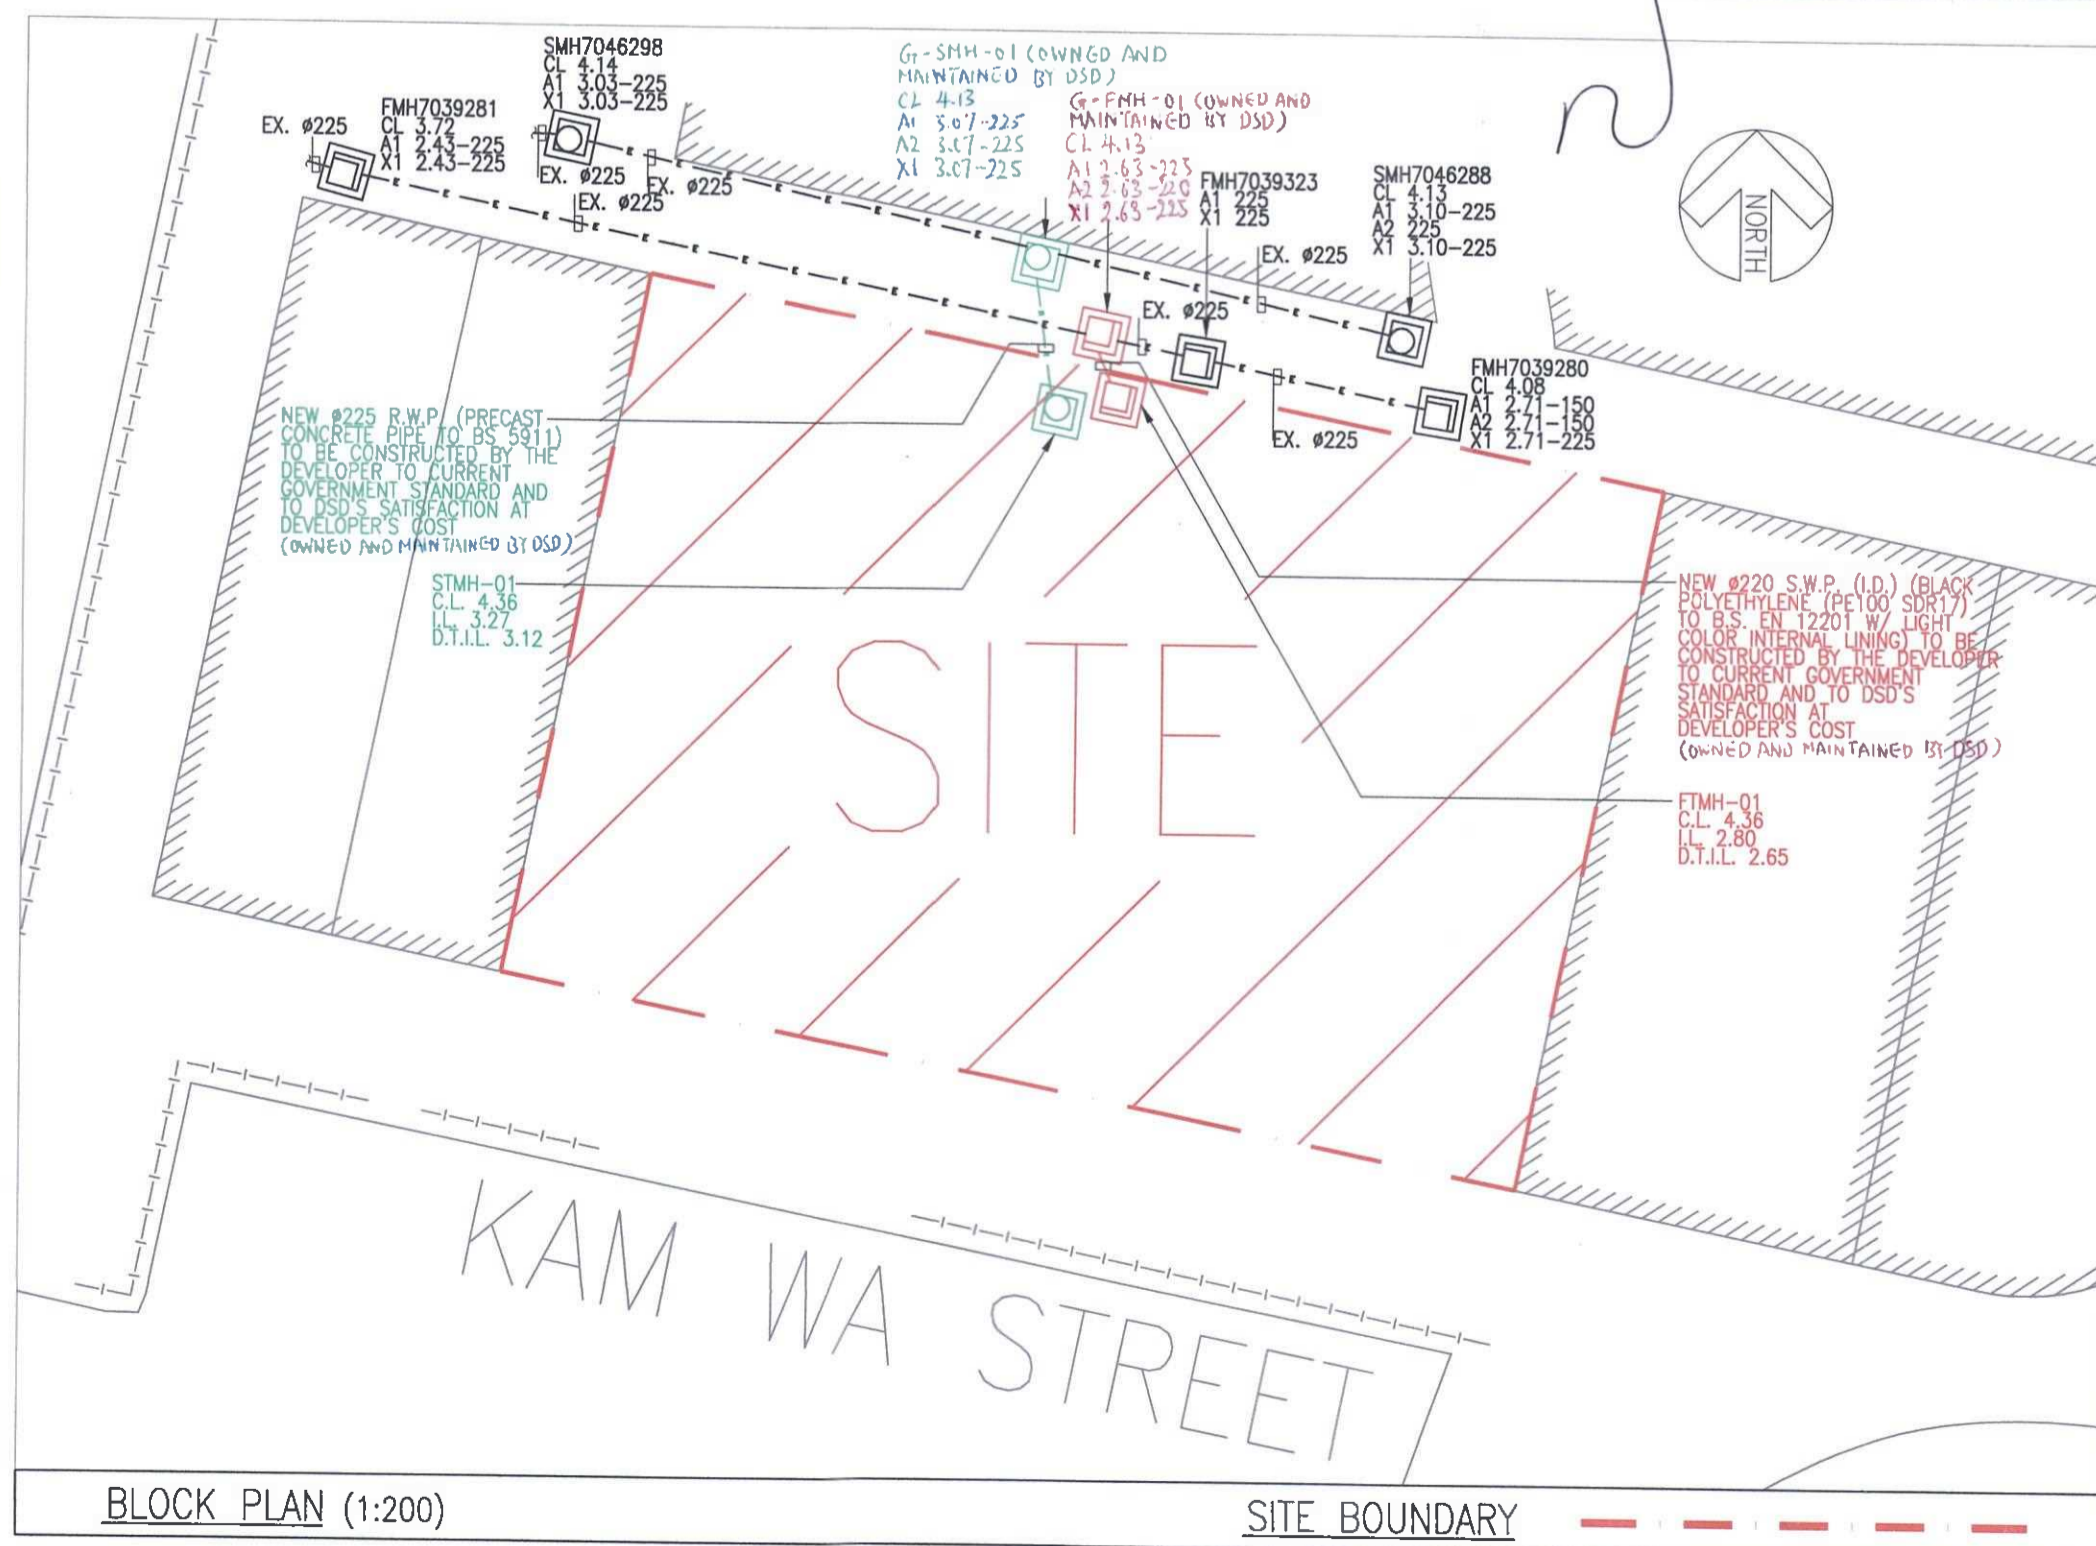 SMH7046298
CL 4.14
A1 3.03-225
X1 3.03-225
FMH7039281
CL 3.72
A1 2.43-225
X1 2.43-225
EX. ø225
EX. ø225
EX. ø225
EX. ø225
G-SMH-01 (OWNED AND
MAINTAINED BY DSD)
CL 4.13
A1 3.07-225
A2 3.07-225
X1 3.07-225
G-FMH-01 (OWNED AND
MAINTAINED BY DSD)
CL 4.13
A1 2.63-225
A2 2.63-220
X1 2.63-225
FMH7039323
A1 225
X1 225
SMH7046288
CL 4.13
A1 3.10-225
A2 225
X1 3.10-225
EX. ø225
EX. ø225
EX. ø225
NORTH
FMH7039280
CL 4.08
A1 2.71-150
A2 2.71-150
X1 2.71-225
NEW ø225 R.W.P. (PRECAST
CONCRETE PIPE TO BS 5911)
TO BE CONSTRUCTED BY THE
DEVELOPER TO CURRENT
GOVERNMENT STANDARD AND
TO DSD'S SATISFACTION AT
DEVELOPER'S COST
(OWNED AND MAINTAINED BY DSD)
STMH-01
C.L. 4.36
I.L. 3.27
D.T.I.L. 3.12
SITE
NEW ø220 S.W.P. (I.D.) (BLACK
POLYETHYLENE (PE100 SDR17)
TO B.S. EN 12201 W/ LIGHT
COLOR INTERNAL LINING) TO BE
CONSTRUCTED BY THE DEVELOPER
TO CURRENT GOVERNMENT
STANDARD AND TO DSD'S
SATISFACTION AT
DEVELOPER'S COST
(OWNED AND MAINTAINED BY DSD)
FTMH-01
C.L. 4.36
I.L. 2.80
D.T.I.L. 2.65
KAM WA STREET
BLOCK PLAN (1:200)
SITE BOUNDARY